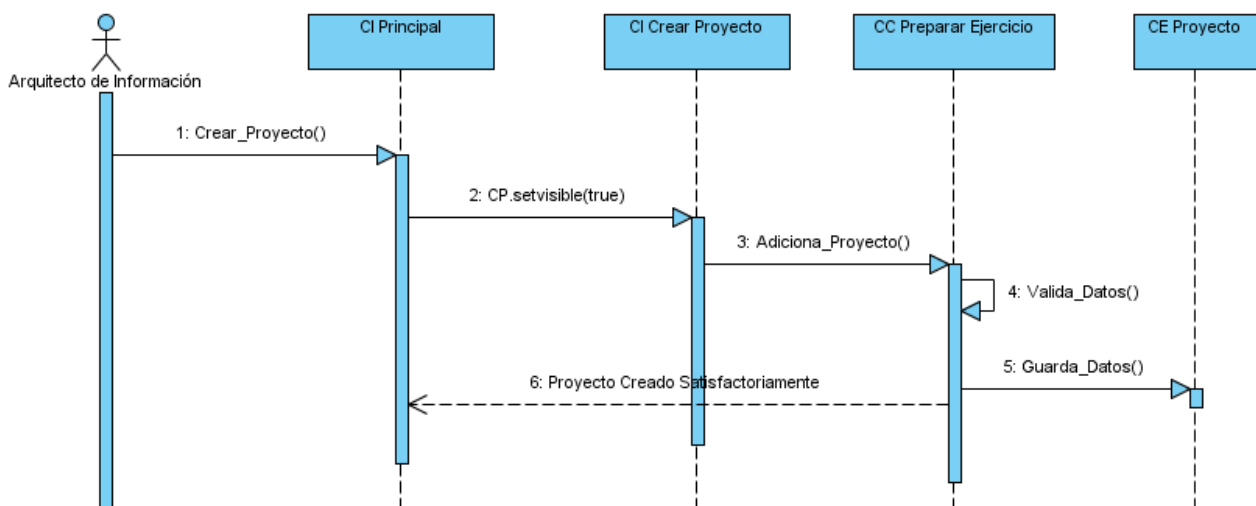 CI Principal
CI Crear Proyecto
CC Preparar Ejercicio
CE Proyecto
Arquitecto de Información
1: Crear_Proyecto()
2: CP.setvisible(true)
3: Adiciona_Proyecto()
4: Valida_Datos()
5: Guarda_Datos()
6: Proyecto Creado Satisfactoriamente